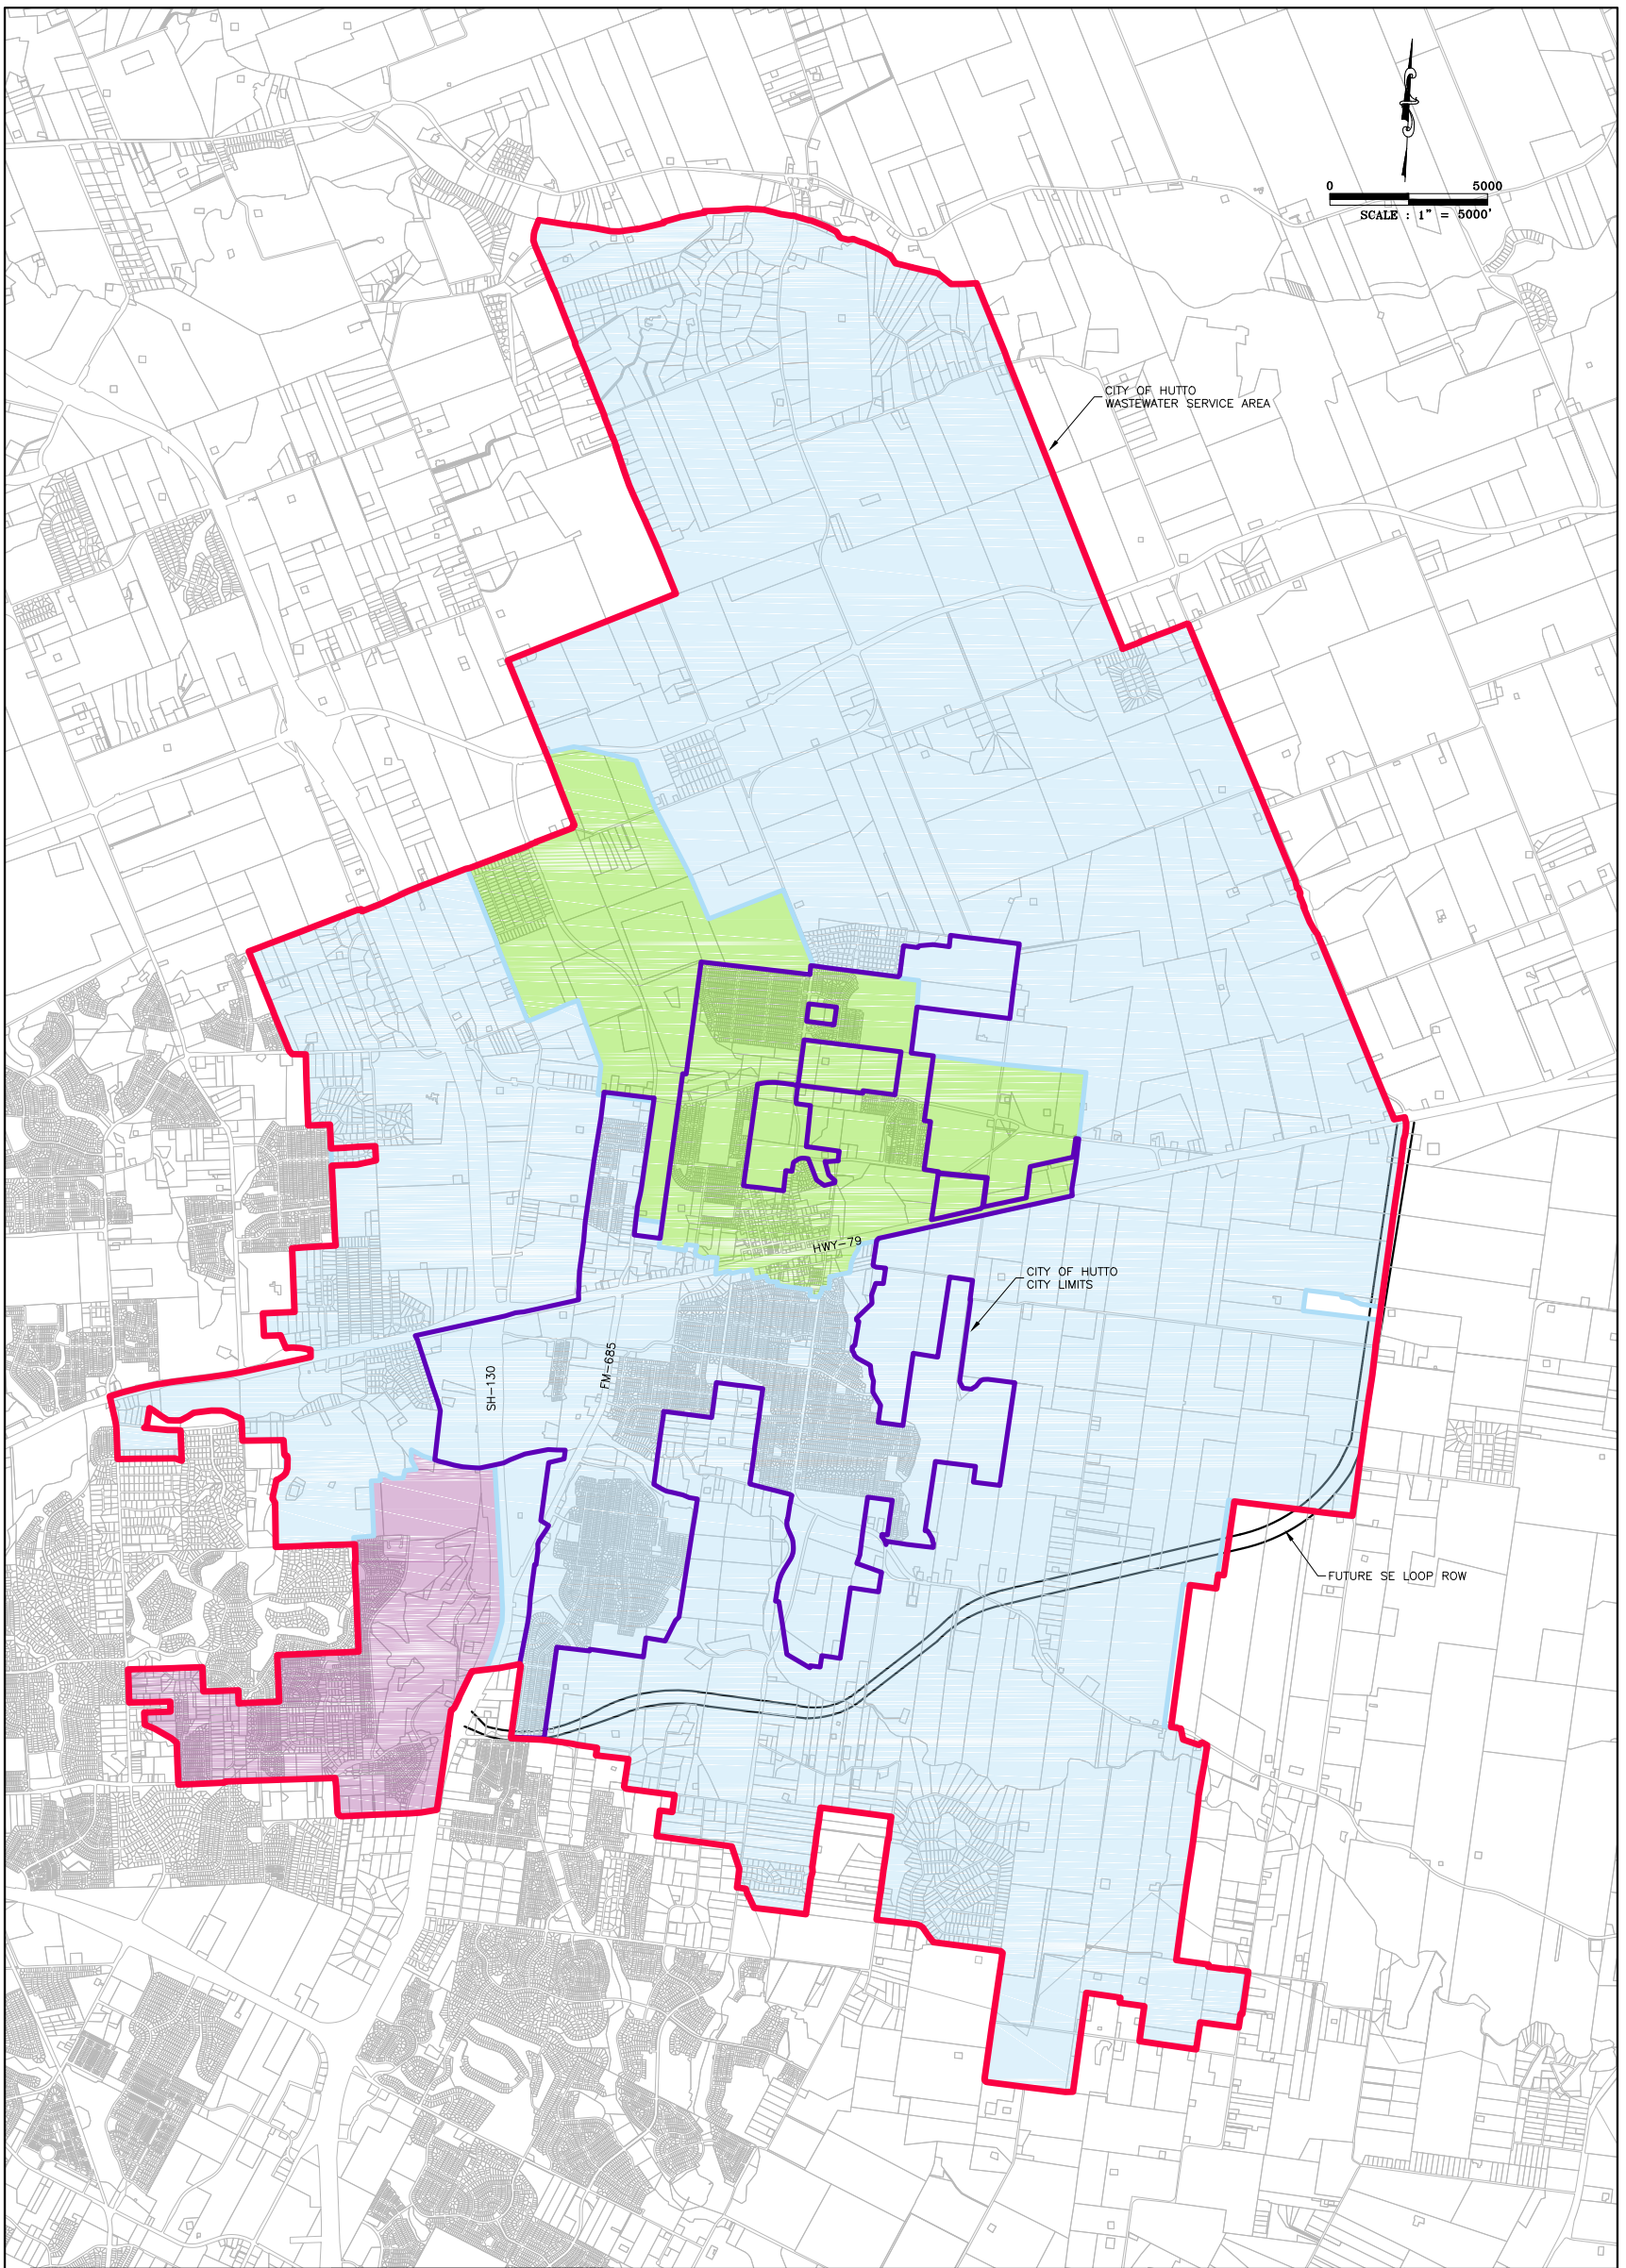 0 5000
SCALE : 1" = 5000'
CITY OF HUTTO
WASTEWATER SERVICE AREA
HWY-79
CITY OF HUTTO
CITY LIMITS
FM-685
SH-130
FUTURE SE LOOP ROW